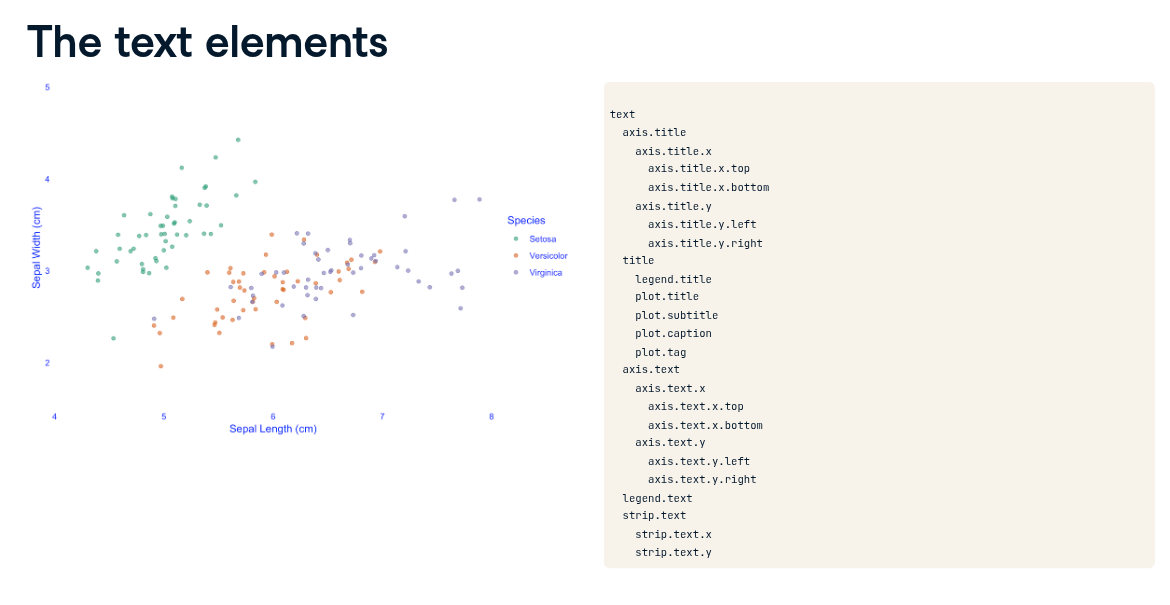 The text elements
5
4
3
2
Sepal Width (cm)
4 5 6 7 8
Sepal Length (cm)
Species
Setosa
Versicolor
Virginica
text
axis.title
axis.title.x
axis.title.x.top
axis.title.x.bottom
axis.title.y
axis.title.y.left
axis.title.y.right
title
legend.title
plot.title
plot.subtitle
plot.caption
plot.tag
axis.text
axis.text.x
axis.text.x.top
axis.text.x.bottom
axis.text.y
axis.text.y.left
axis.text.y.right
legend.text
strip.text
strip.text.x
strip.text.y